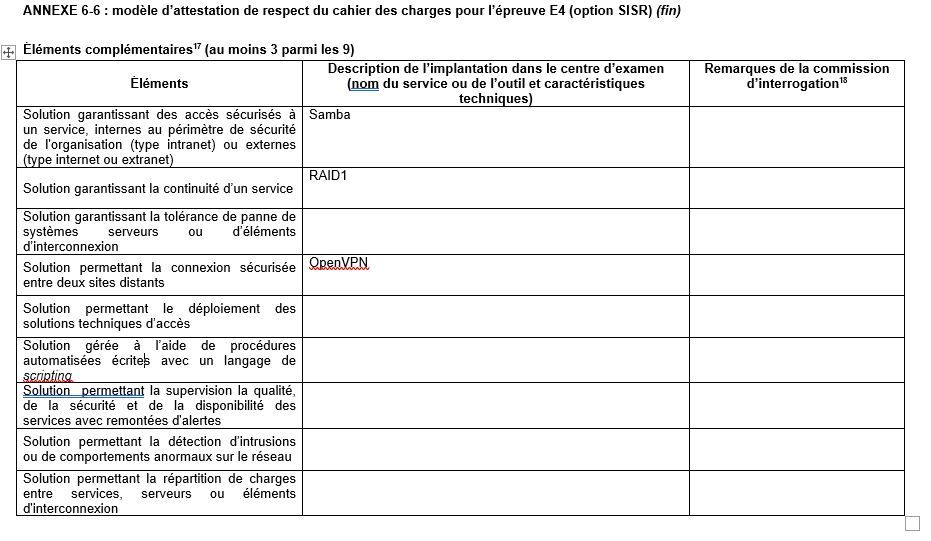 ANNEXE 6-6 : modèle d’attestation de respect du cahier des charges pour l’épreuve E4 (option SISR) (fin)
Éléments complémentaires17 (au moins 3 parmi les 9)
Éléments
Description de l’implantation dans le centre d’examen
(nom du service ou de l’outil et caractéristiques
techniques)
Remarques de la commission
d’interrogation18
Solution garantissant des accès sécurisés à
un service, internes au périmètre de sécurité
de l’organisation (type intranet) ou externes
(type internet ou extranet)
Samba
Solution garantissant la continuité d’un service
RAID1
Solution garantissant la tolérance de panne de
systèmes serveurs ou d’éléments
d’interconnexion
Solution permettant la connexion sécurisée
entre deux sites distants
OpenVPN
Solution permettant le déploiement des
solutions techniques d’accès
Solution gérée à l’aide de procédures
automatisées écrites avec un langage de
scripting
Solution permettant la supervision la qualité,
de la sécurité et de la disponibilité des
services avec remontées d’alertes
Solution permettant la détection d’intrusions
ou de comportements anormaux sur le réseau
Solution permettant la répartition de charges
entre services, serveurs ou éléments
d’interconnexion